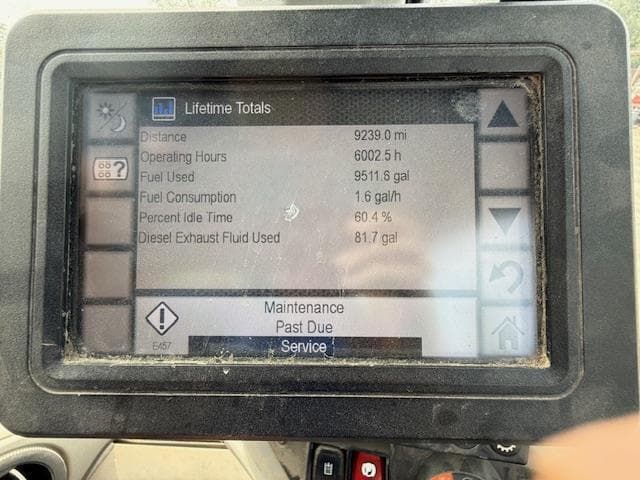 Lifetime Totals
Distance 9239.0 mi
Operating Hours 6002.5 h
Fuel Used 9511.6 gal
Fuel Consumption 1.6 gal/h
Percent Idle Time 60.4 %
Diesel Exhaust Fluid Used 81.7 gal
Maintenance
Past Due
E457 Service